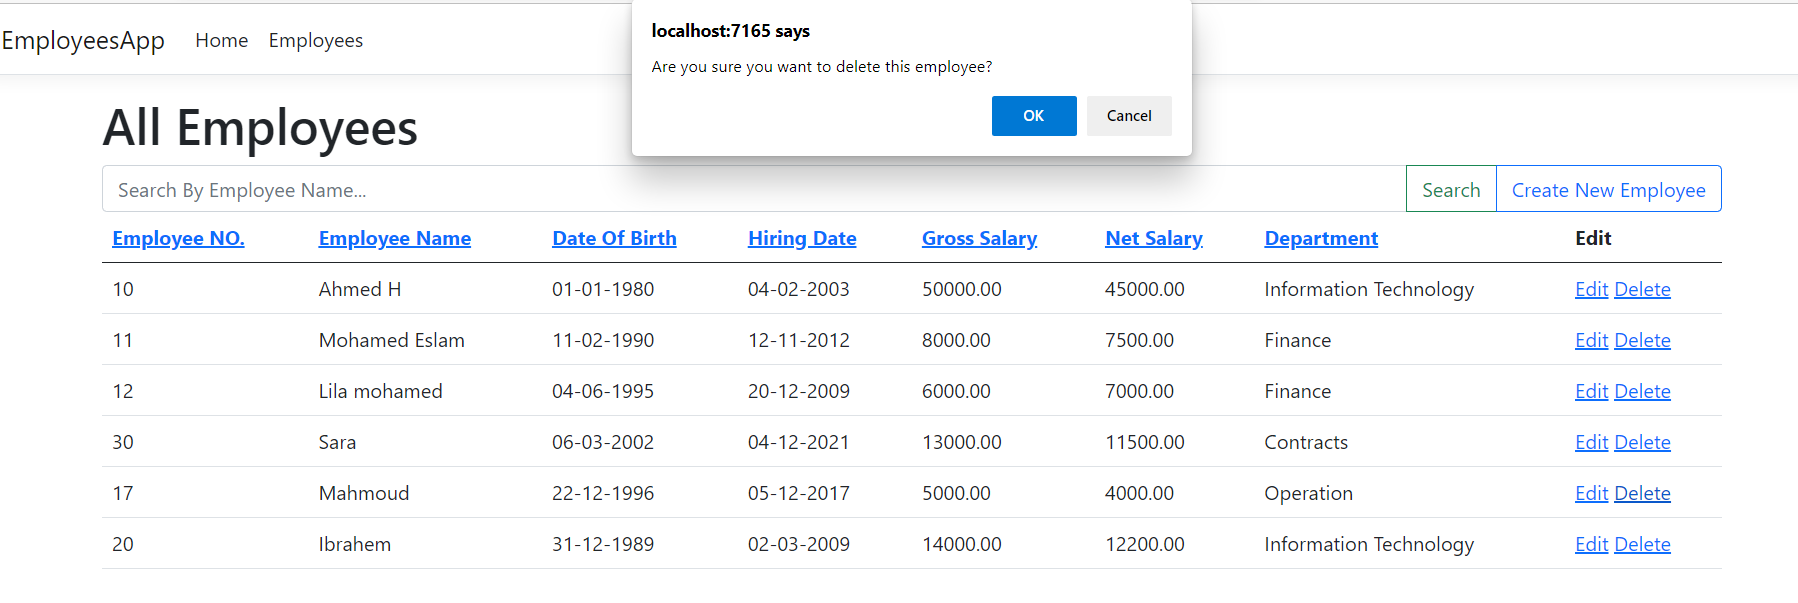 localhost:7165 says
Are you sure you want to delete this employee?
OK Cancel
EmployeesApp Home Employees
All Employees
Search By Employee Name... Search Create New Employee
Employee NO. Employee Name Date Of Birth Hiring Date Gross Salary Net Salary Department Edit
10 Ahmed H 01-01-1980 04-02-2003 50000.00 45000.00 Information Technology Edit Delete
11 Mohamed Eslam 11-02-1990 12-11-2012 8000.00 7500.00 Finance Edit Delete
12 Lila mohamed 04-06-1995 20-12-2009 6000.00 7000.00 Finance Edit Delete
30 Sara 06-03-2002 04-12-2021 13000.00 11500.00 Contracts Edit Delete
17 Mahmoud 22-12-1996 05-12-2017 5000.00 4000.00 Operation Edit Delete
20 Ibrahem 31-12-1989 02-03-2009 14000.00 12200.00 Information Technology Edit Delete